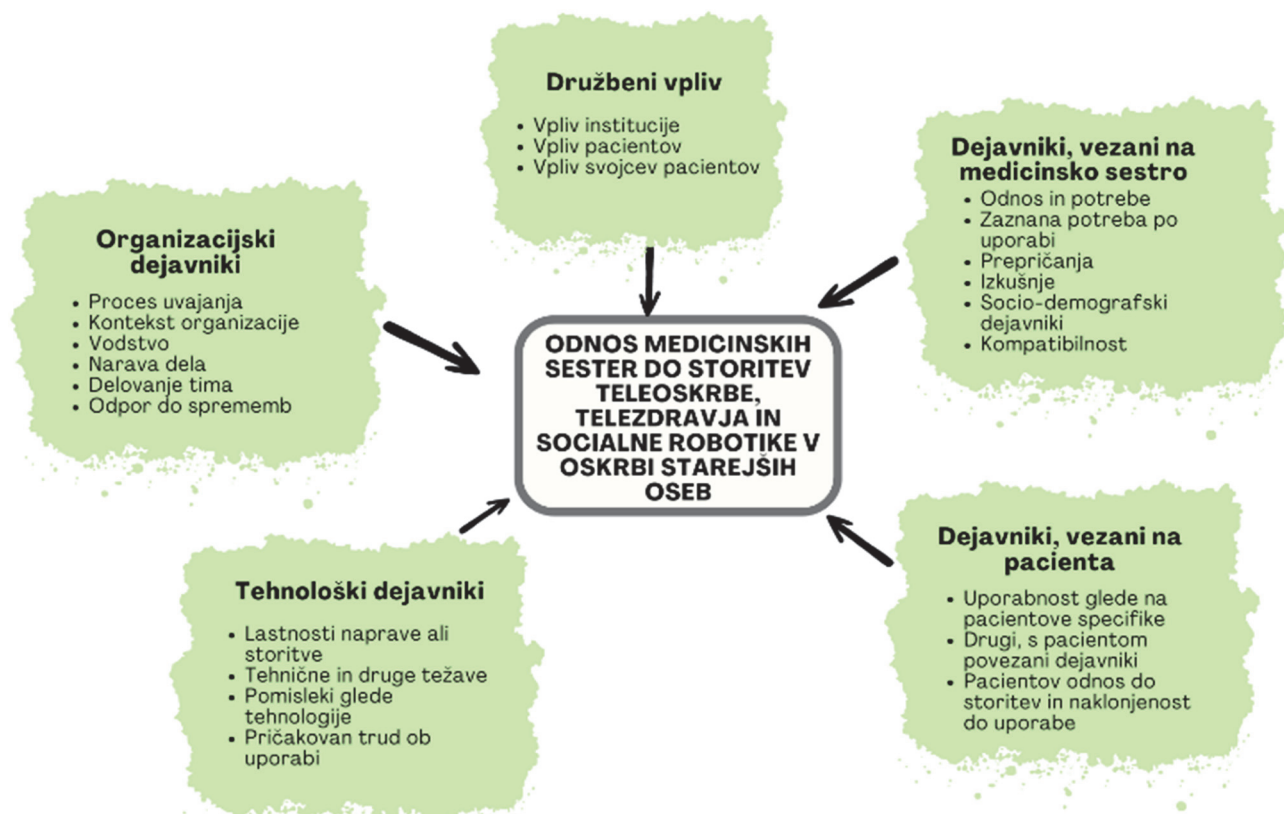 Družbeni vpliv
• Vpliv institucije
• Vpliv pacientov
• Vpliv svojcev pacientov
Dejavniki, vezani na
medicinsko sestro
• Odnos in potrebe
• Zaznana potreba po
uporabi
• Prepričanja
• Izkušnje
• Socio-demografski
dejavniki
• Kompatibilnost
Organizacijski
dejavniki
• Proces uvajanja
• Kontekst organizacije
• Vodstvo
• Narava dela
• Delovanje tima
• Odpor do sprememb
ODNOS MEDICINSKIH
SESTER DO STORITEV
TELEOSKRBE,
TELEZDRAVJA IN
SOCIALNE ROBOTIKE V
OSKRBI STAREJŠIH
OSEB
Tehnološki dejavniki
• Lastnosti naprave ali
storitve
• Tehnične in druge težave
• Pomisleki glede
tehnologije
• Pričakovan trud ob
uporabi
Dejavniki, vezani na
pacienta
• Uporabnost glede na
pacientove specifike
• Drugi, s pacientom
povezani dejavniki
• Pacientov odnos do
storitev in naklonjenost
do uporabe